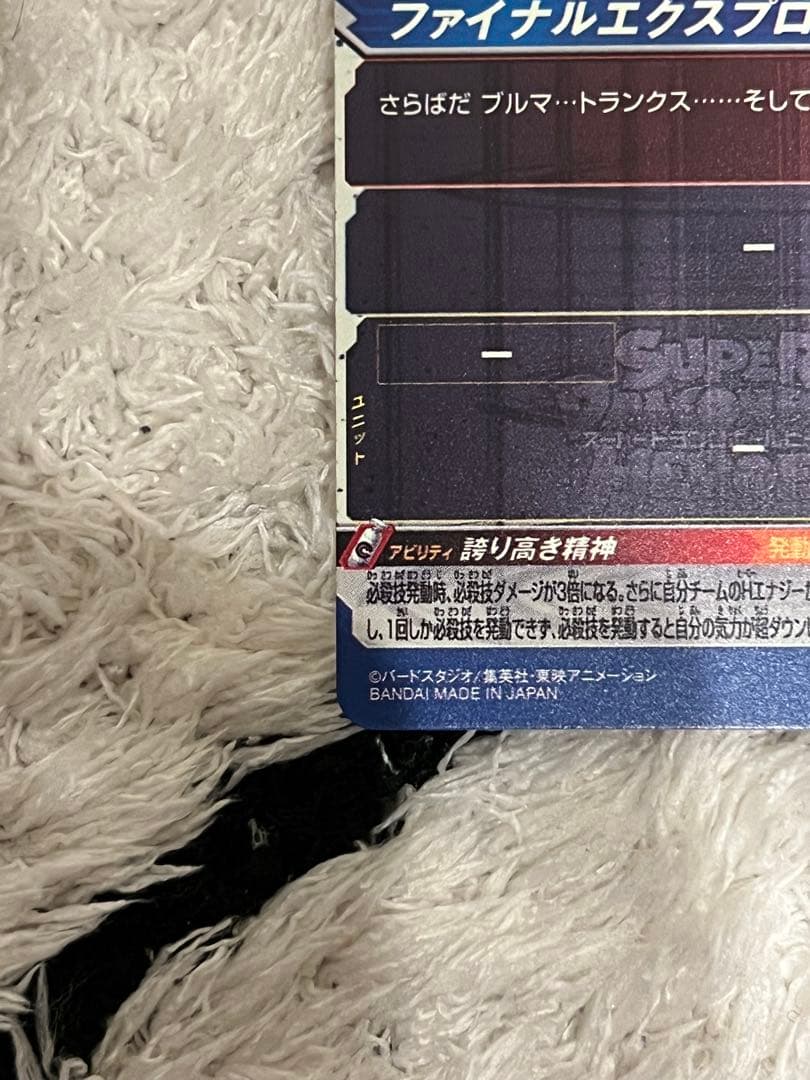 ファイナルエクスプロ
さらばだ ブルマ…トランクス……そして
ー
ー
SUPER
ユニット
ー
アビリティ 誇り高き精神 発動
必殺技発動時、必殺技ダメージが3倍になる。さらに自分チームのHエナジーが
し、1回しか必殺技を発動できず、必殺技を発動すると自分の気力が超ダウン
©バードスタジオ/集英社・東映アニメーション
BANDAI MADE IN JAPAN